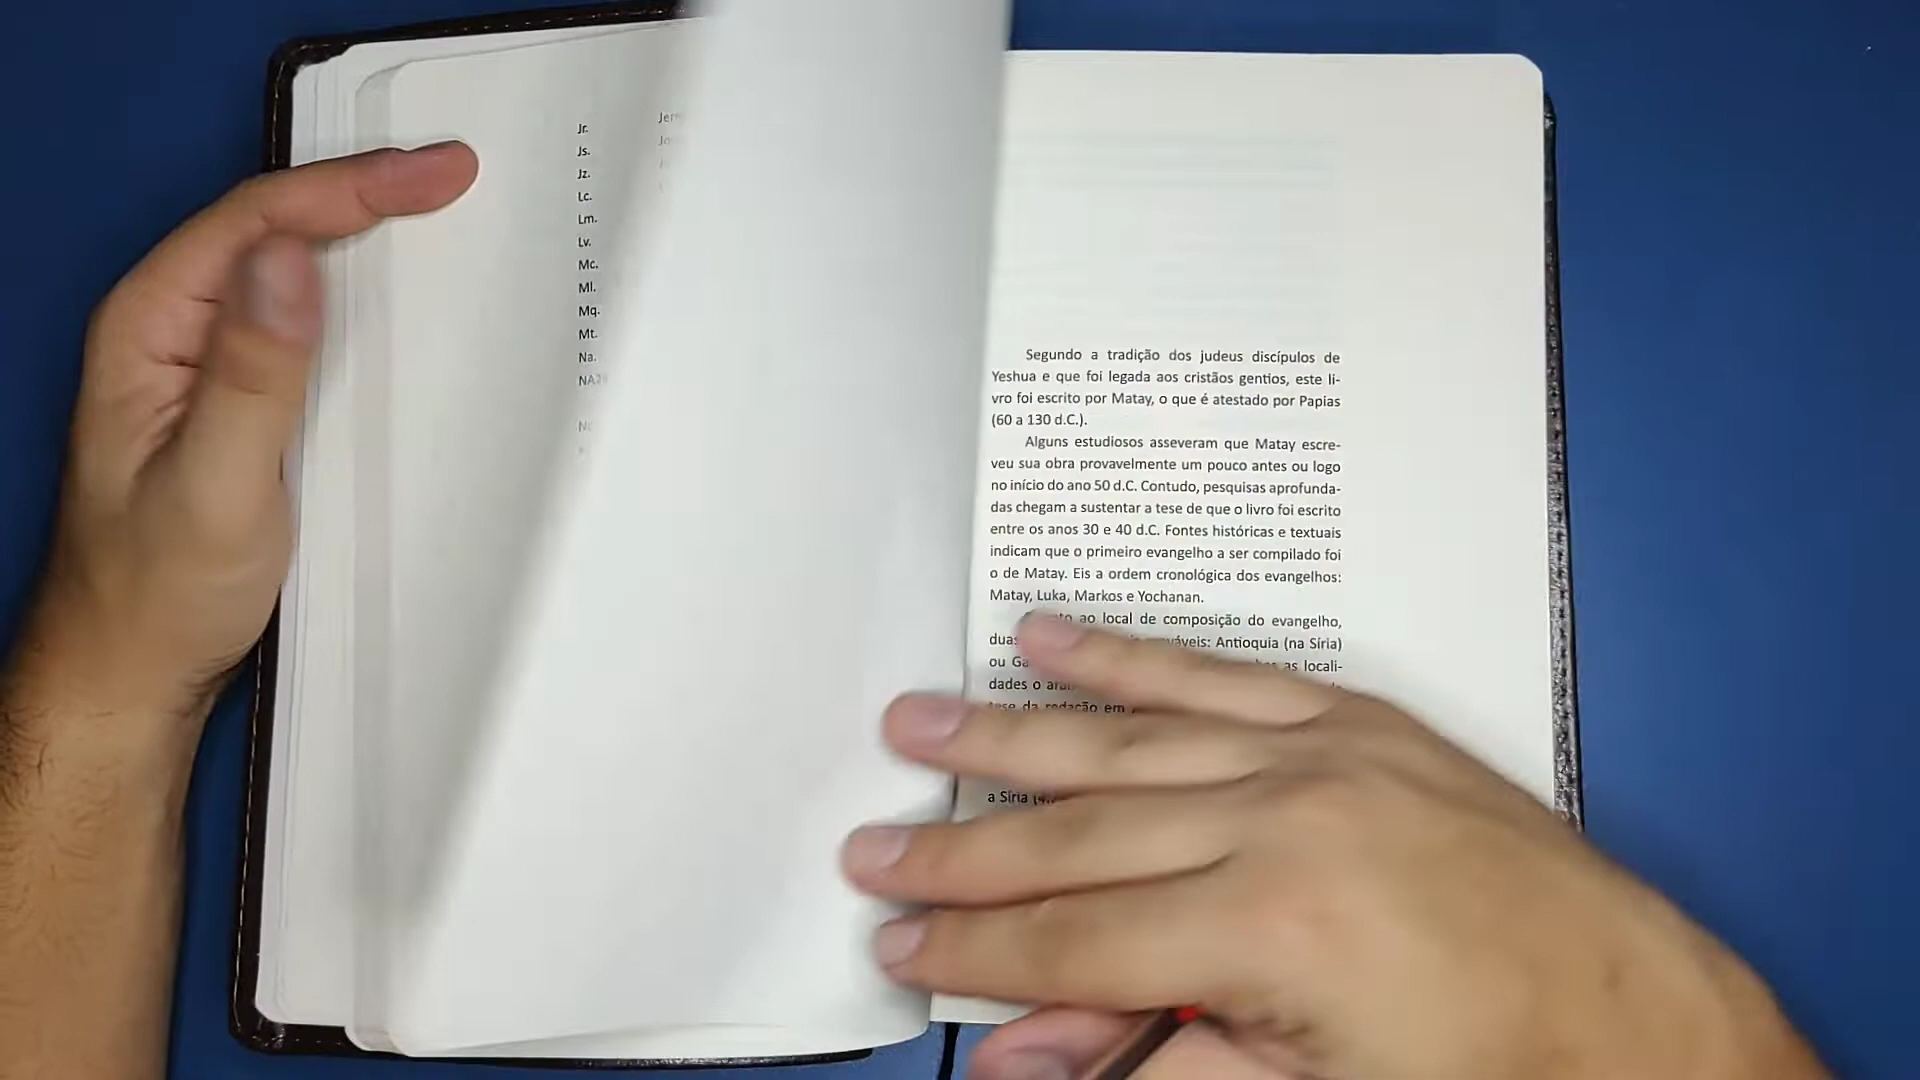 Jr.
Js.
Jz.
Lc.
Lm.
Lv.
Mc.
Ml.
Mq.
Mt.
Na.
Segundo a tradição dos judeus discípulos de
Yeshua e que foi legada aos cristãos gentios, este li-
vro foi escrito por Matay, o que é atestado por Papias
(60 a 130 d.C.).
Alguns estudiosos asseveram que Matay escre-
veu sua obra provavelmente um pouco antes ou logo
no início do ano 50 d.C. Contudo, pesquisas aprofunda-
das chegam a sustentar a tese de que o livro foi escrito
entre os anos 30 e 40 d.C. Fontes históricas e textuais
indicam que o primeiro evangelho a ser compilado foi
o de Matay. Eis a ordem cronológica dos evangelhos:
Matay, Luka, Markos e Yochanan.
ao local de composição do evangelho,
Antioquia (na Síria)
ou as locali-
dades o
tese da redação em
a Síria